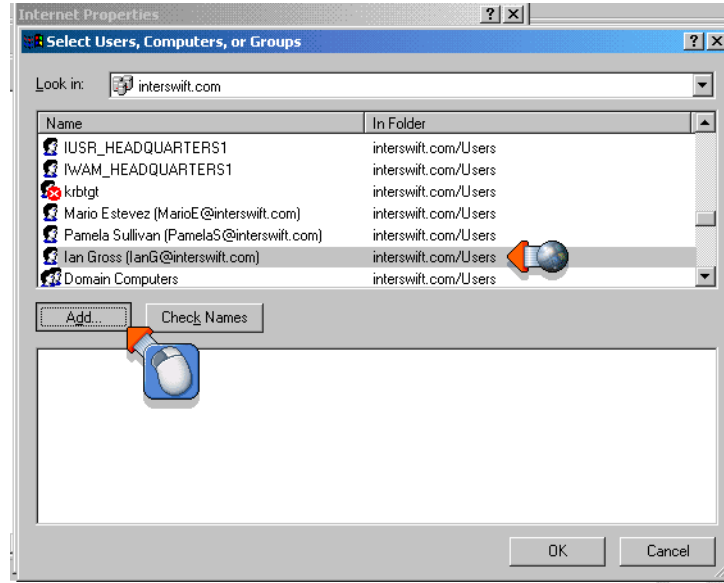 Internet Properties
Select Users, Computers, or Groups
Look in: interswift.com
Name In Folder
IUSR_HEADQUARTERS1 interswift.com/Users
IWAM_HEADQUARTERS1 interswift.com/Users
krbtgt interswift.com/Users
Mario Estevez (MarioE@interswift.com) interswift.com/Users
Pamela Sullivan (PamelaS@interswift.com) interswift.com/Users
Ian Gross (IanG@interswift.com) interswift.com/Users
Domain Computers interswift.com/Users
Add... Check Names
OK Cancel